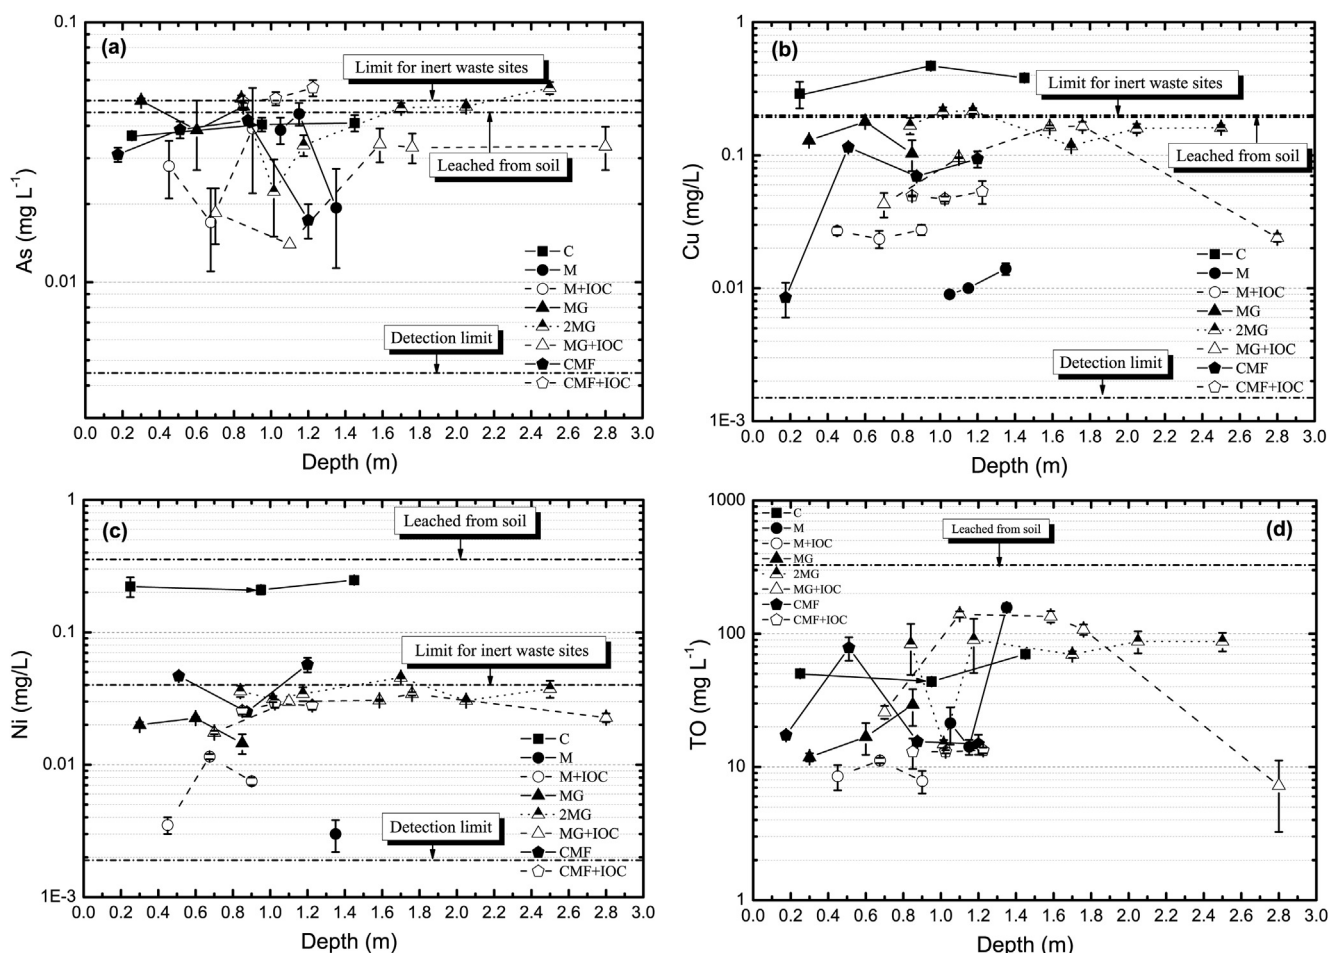 (a)
0.1
0.01
As (mg L⁻¹)
Limit for inert waste sites
Leached from soil
Detection limit
C
M
M+IOC
MG
2MG
MG+IOC
CMF
CMF+IOC
0.0 0.2 0.4 0.6 0.8 1.0 1.2 1.4 1.6 1.8 2.0 2.2 2.4 2.6 2.8 3.0
Depth (m)
(b)
1
0.1
0.01
1E-3
Cu (mg/L)
Limit for inert waste sites
Leached from soil
Detection limit
C
M
M+IOC
MG
2MG
MG+IOC
CMF
CMF+IOC
0.0 0.2 0.4 0.6 0.8 1.0 1.2 1.4 1.6 1.8 2.0 2.2 2.4 2.6 2.8 3.0
Depth (m)
(c)
1
0.1
0.01
1E-3
Ni (mg/L)
Leached from soil
Limit for inert waste sites
Detection limit
C
M
M+IOC
MG
2MG
MG+IOC
CMF
CMF+IOC
0.0 0.2 0.4 0.6 0.8 1.0 1.2 1.4 1.6 1.8 2.0 2.2 2.4 2.6 2.8 3.0
Depth (m)
(d)
1000
100
10
1
TO (mg L⁻¹)
Leached from soil
C
M
M+IOC
MG
2MG
MG+IOC
CMF
CMF+IOC
0.0 0.2 0.4 0.6 0.8 1.0 1.2 1.4 1.6 1.8 2.0 2.2 2.4 2.6 2.8 3.0
Depth (m)